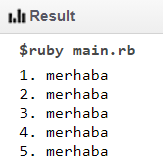 Result
$ruby main.rb
1. merhaba
2. merhaba
3. merhaba
4. merhaba
5. merhaba